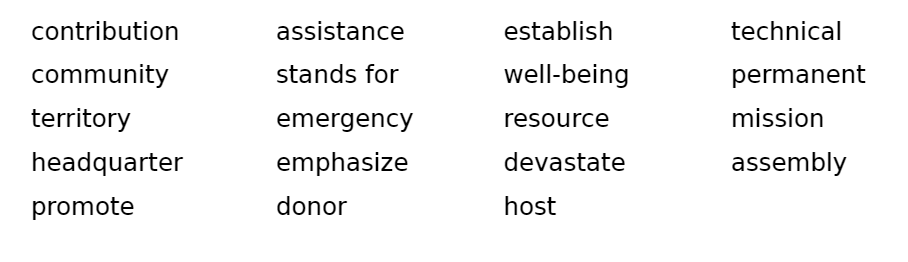 contribution assistance establish technical
community stands for well-being permanent
territory emergency resource mission
headquarter emphasize devastate assembly
promote donor host